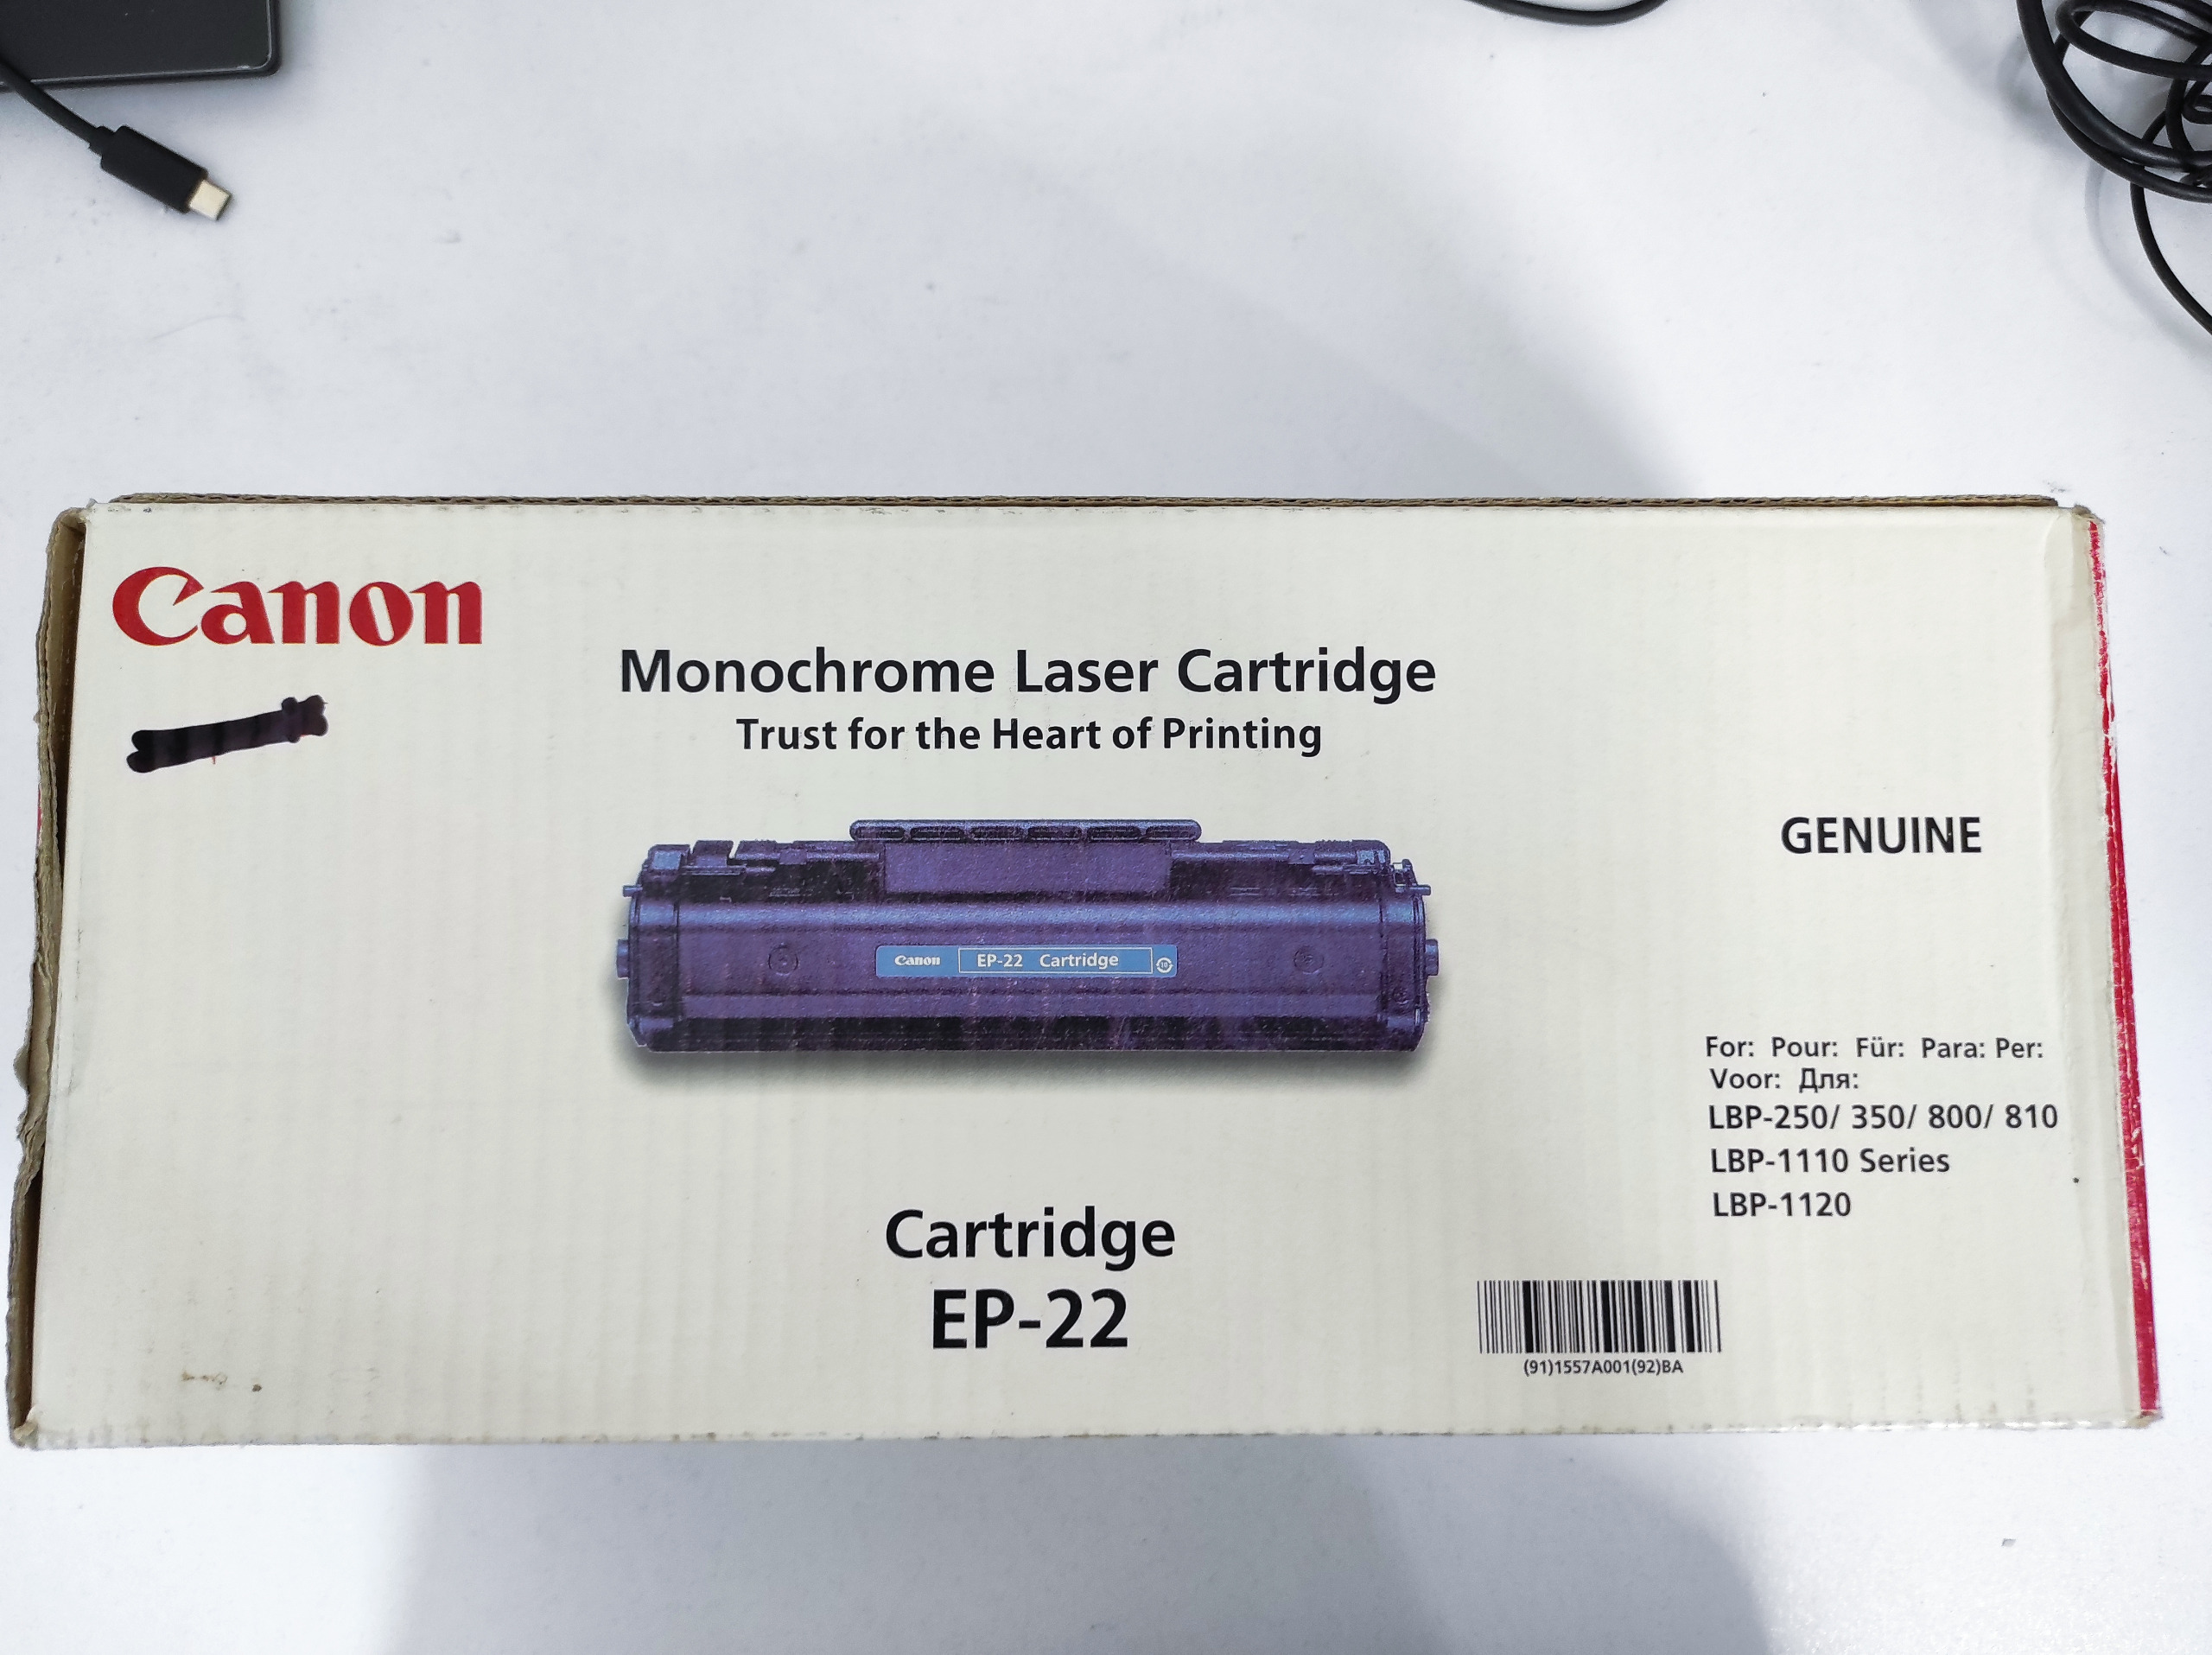 Canon
Monochrome Laser Cartridge
Trust for the Heart of Printing
Canon EP-22 Cartridge
GENUINE
For: Pour: Für: Para: Per:
Voor: Для:
LBP-250/ 350/ 800/ 810
LBP-1110 Series
LBP-1120
Cartridge
EP-22
(91)1557A001(92)BA